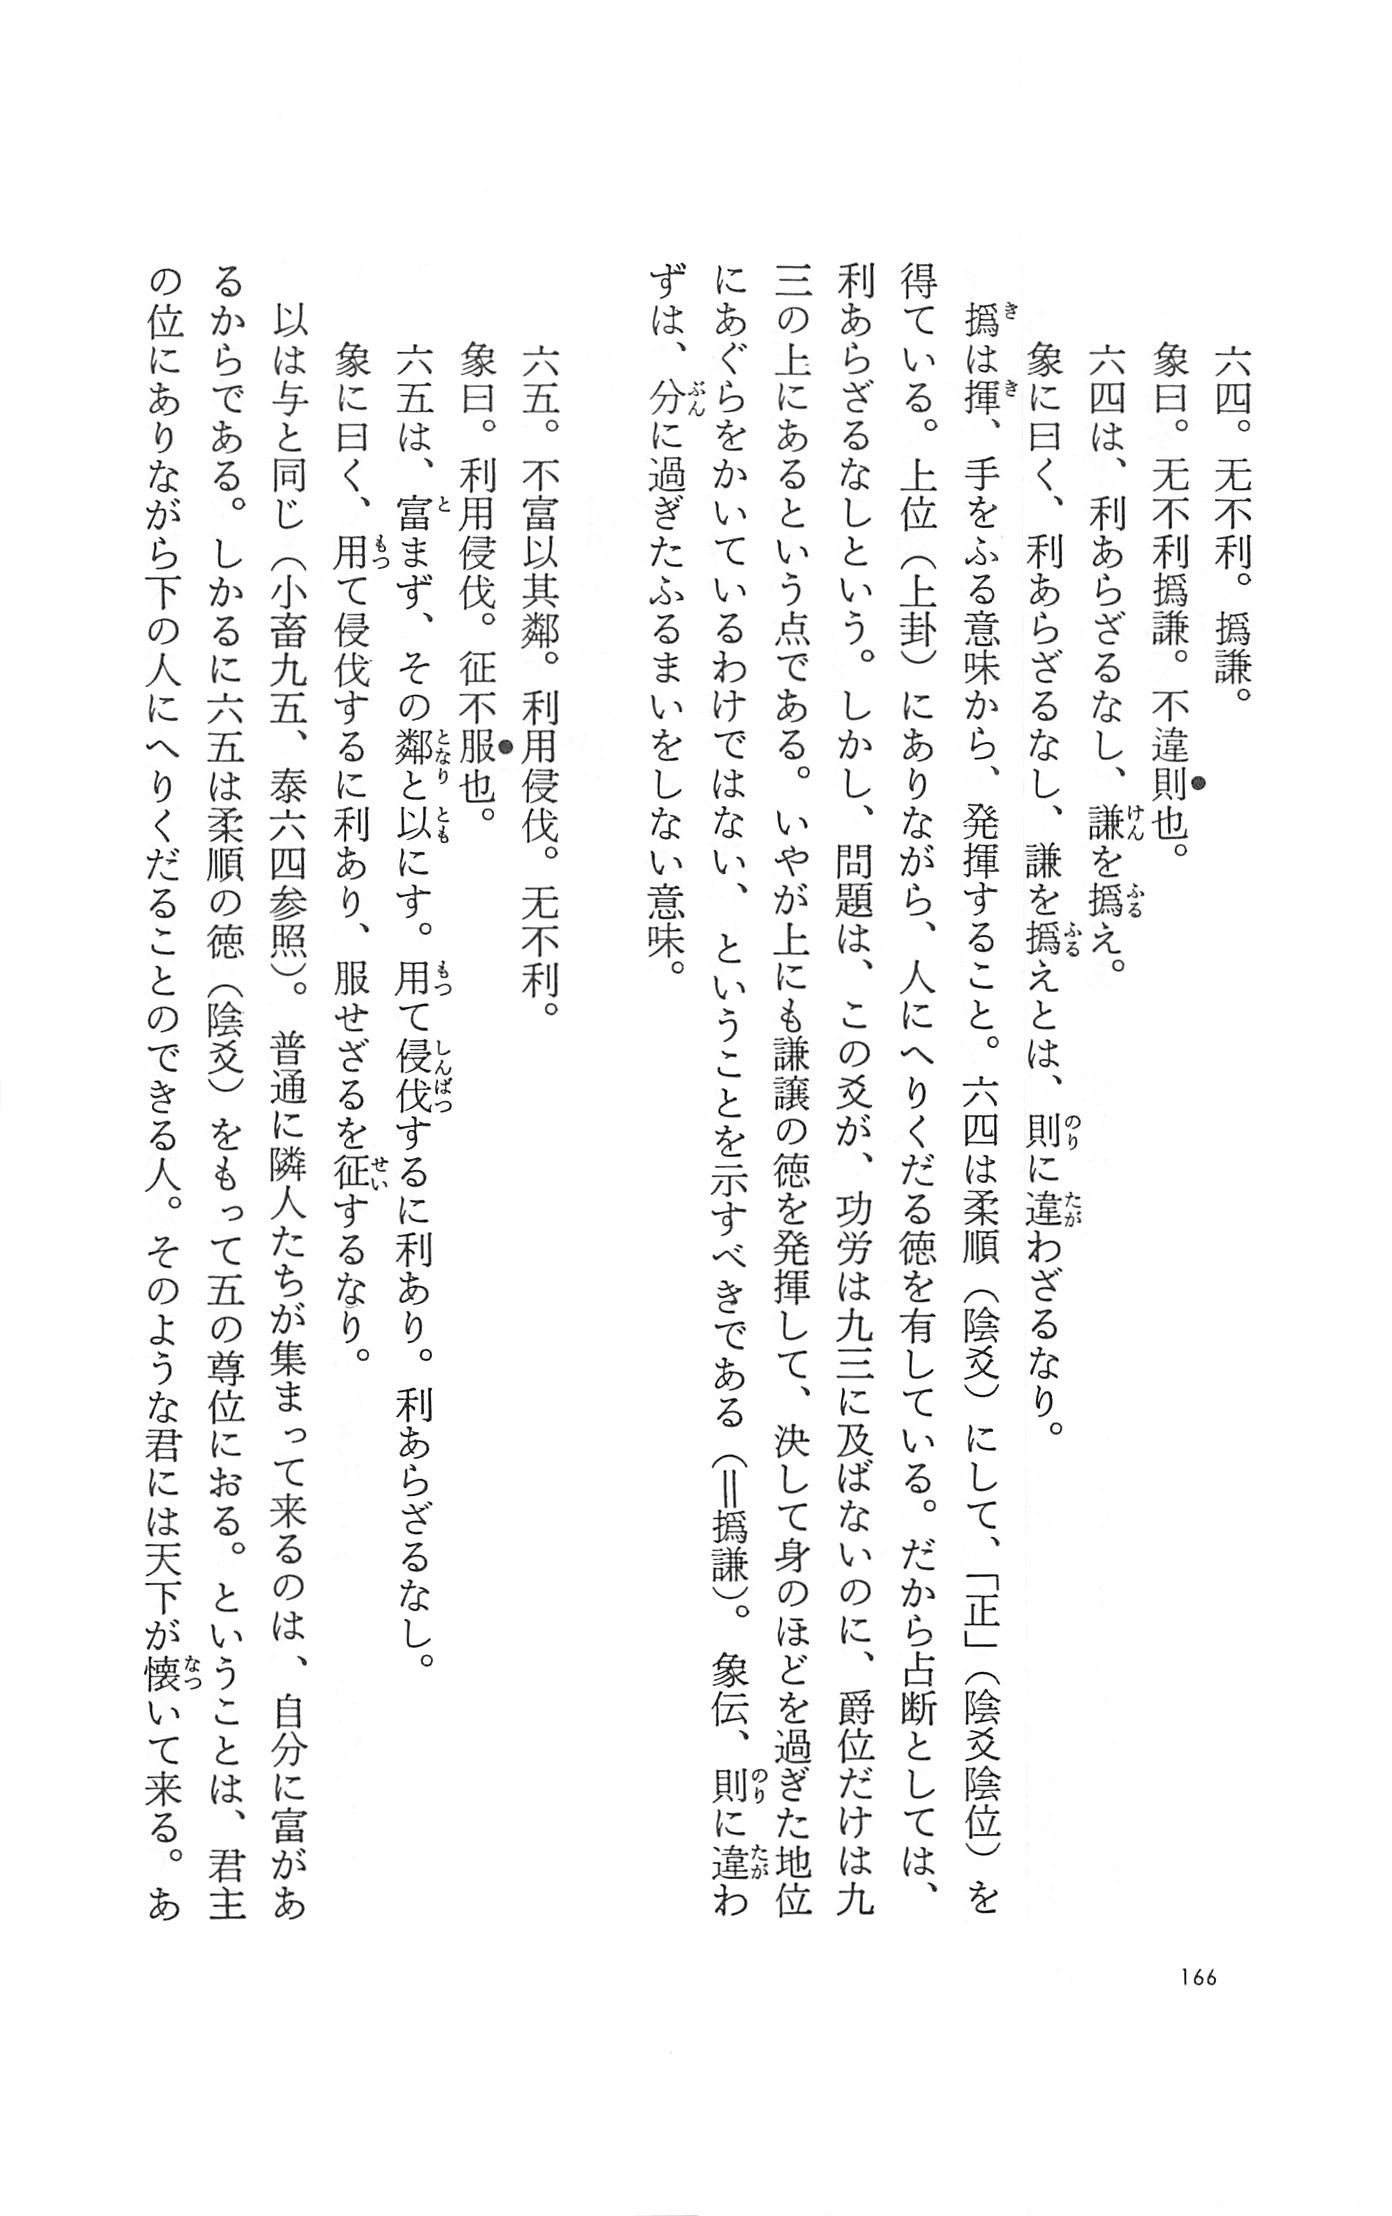 六四。无不利。撝謙。
象曰。无不利撝謙。不違則也。
六四は、利あらざるなし、謙を撝え。
象に曰く、利あらざるなし、謙を撝えとは、則に違わざるなり。
撝は揮、手をふる意味から、発揮すること。六四は柔順（陰爻）にして、「正」（陰爻陰位）を
得ている。上位（上卦）にありながら、人にへりくだる徳を有している。だから占断としては、
利あらざるなしという。しかし、問題は、この爻が、功労は九三に及ばないのに、爵位だけは九
三の上にあるという点である。いやが上にも謙譲の徳を発揮して、決して身のほどを過ぎた地位
にあぐらをかいているわけではない、ということを示すべきである（＝撝謙）。象伝、則に違わ
ずは、分に過ぎたふるまいをしない意味。
六五。不富以其鄰。利用侵伐。无不利。
象曰。利用侵伐。征不服也。
六五は、富まず、その鄰と以にす。用て侵伐するに利あり。利あらざるなし。
象に曰く、用て侵伐するに利あり、服せざるを征するなり。
以は与と同じ（小畜九五、泰六四参照）。普通に隣人たちが集まって来るのは、自分に富があ
るからである。しかるに六五は柔順の徳（陰爻）をもって五の尊位におる。ということは、君主
の位にありながら下の人にへりくだることのできる人。そのような君には天下が懐いて来る。あ
166